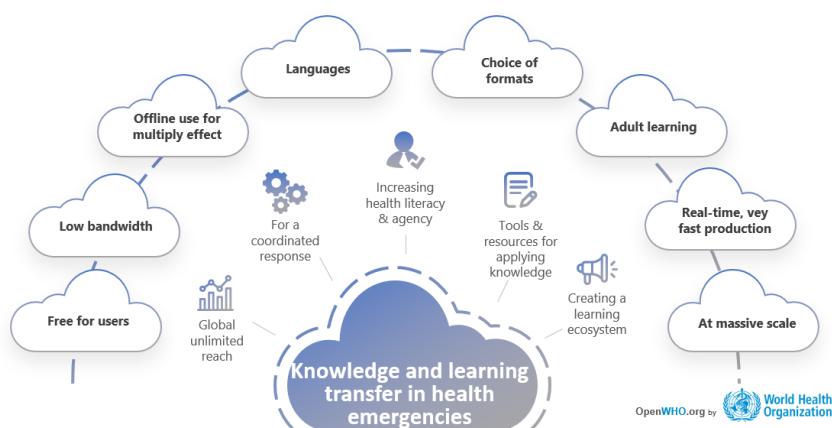 Languages
Choice of
formats
Offline use for
multiply effect
Adult learning
Increasing
health literacy
& agency
Low bandwidth
For a
coordinated
response
Tools &
resources for
applying
knowledge
Real-time, vey
fast production
Free for users
Global
unlimited
reach
Creating a
learning
ecosystem
At massive scale
Knowledge and learning
transfer in health
emergencies
OpenWHO.org by
World Health
Organization